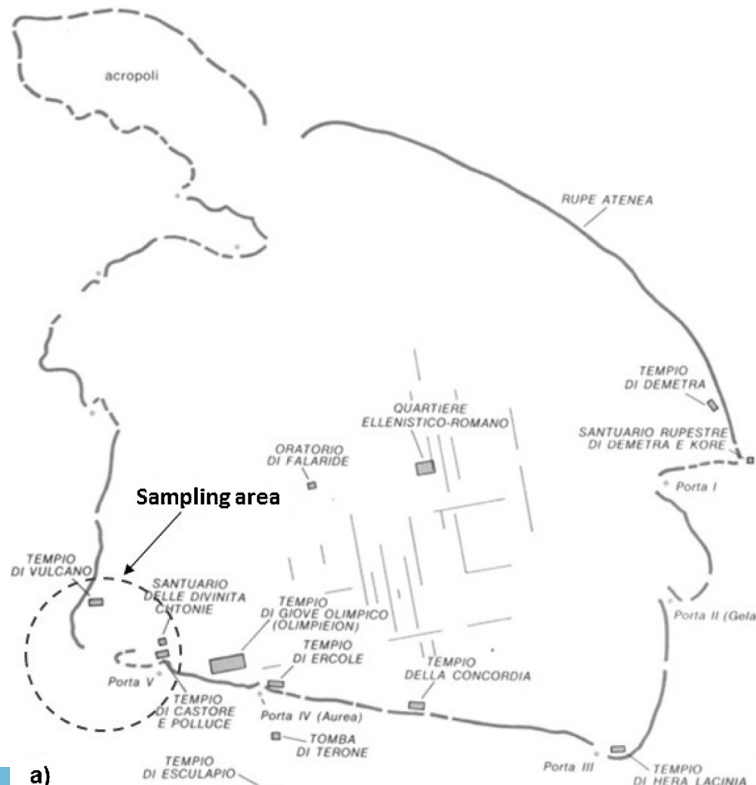 acropoli
RUPE ATENEA
TEMPIO
DI DEMETRA
QUARTIERE
ELLENISTICO-ROMANO
SANTUARIO RUPESTRE
DI DEMETRA E KORE
ORATORIO
DI FALARIDE
Porta I
Sampling area
TEMPIO
DI VULCANO
SANTUARIO
DELLE DIVINITA
CHTONIE
TEMPIO
DI GIOVE OLIMPICO
(OLIMPIEION)
Porta II (Gela
TEMPIO
DI ERCOLE
TEMPIO
DELLA CONCORDIA
Porta V
TEMPIO
DI CASTORE
E POLLUCE
Porta IV (Aurea)
TOMBA
DI TERONE
Porta III
TEMPIO
DI HERA LACINIA
TEMPIO
DI ESCULAPIO
a)